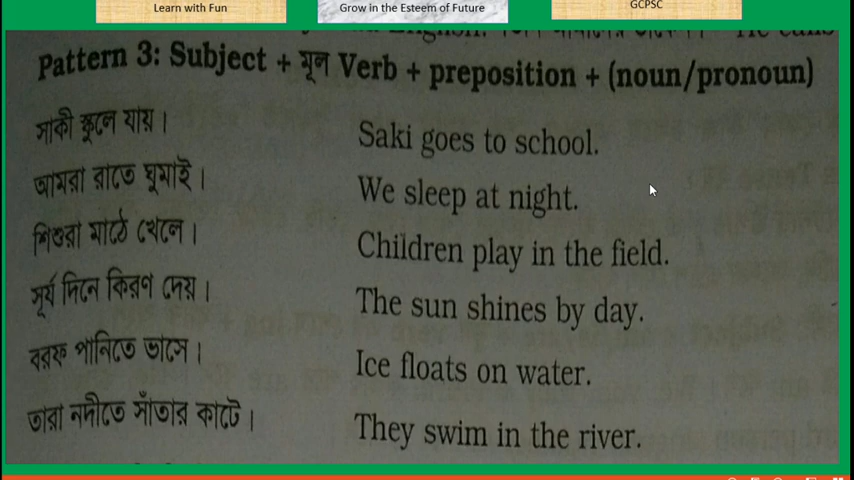 Learn with Fun
Grow in the Esteem of Future
GCPSC
Pattern 3: Subject + মূল Verb + preposition + (noun/pronoun)
সাকী স্কুলে যায়।
Saki goes to school.
আমরা রাতে ঘুমাই।
We sleep at night.
শিশুরা মাঠে খেলে।
Children play in the field.
সূর্য দিনে কিরণ দেয়।
The sun shines by day.
বরফ পানিতে ভাসে।
Ice floats on water.
তারা নদীতে সাঁতার কাটে।
They swim in the river.